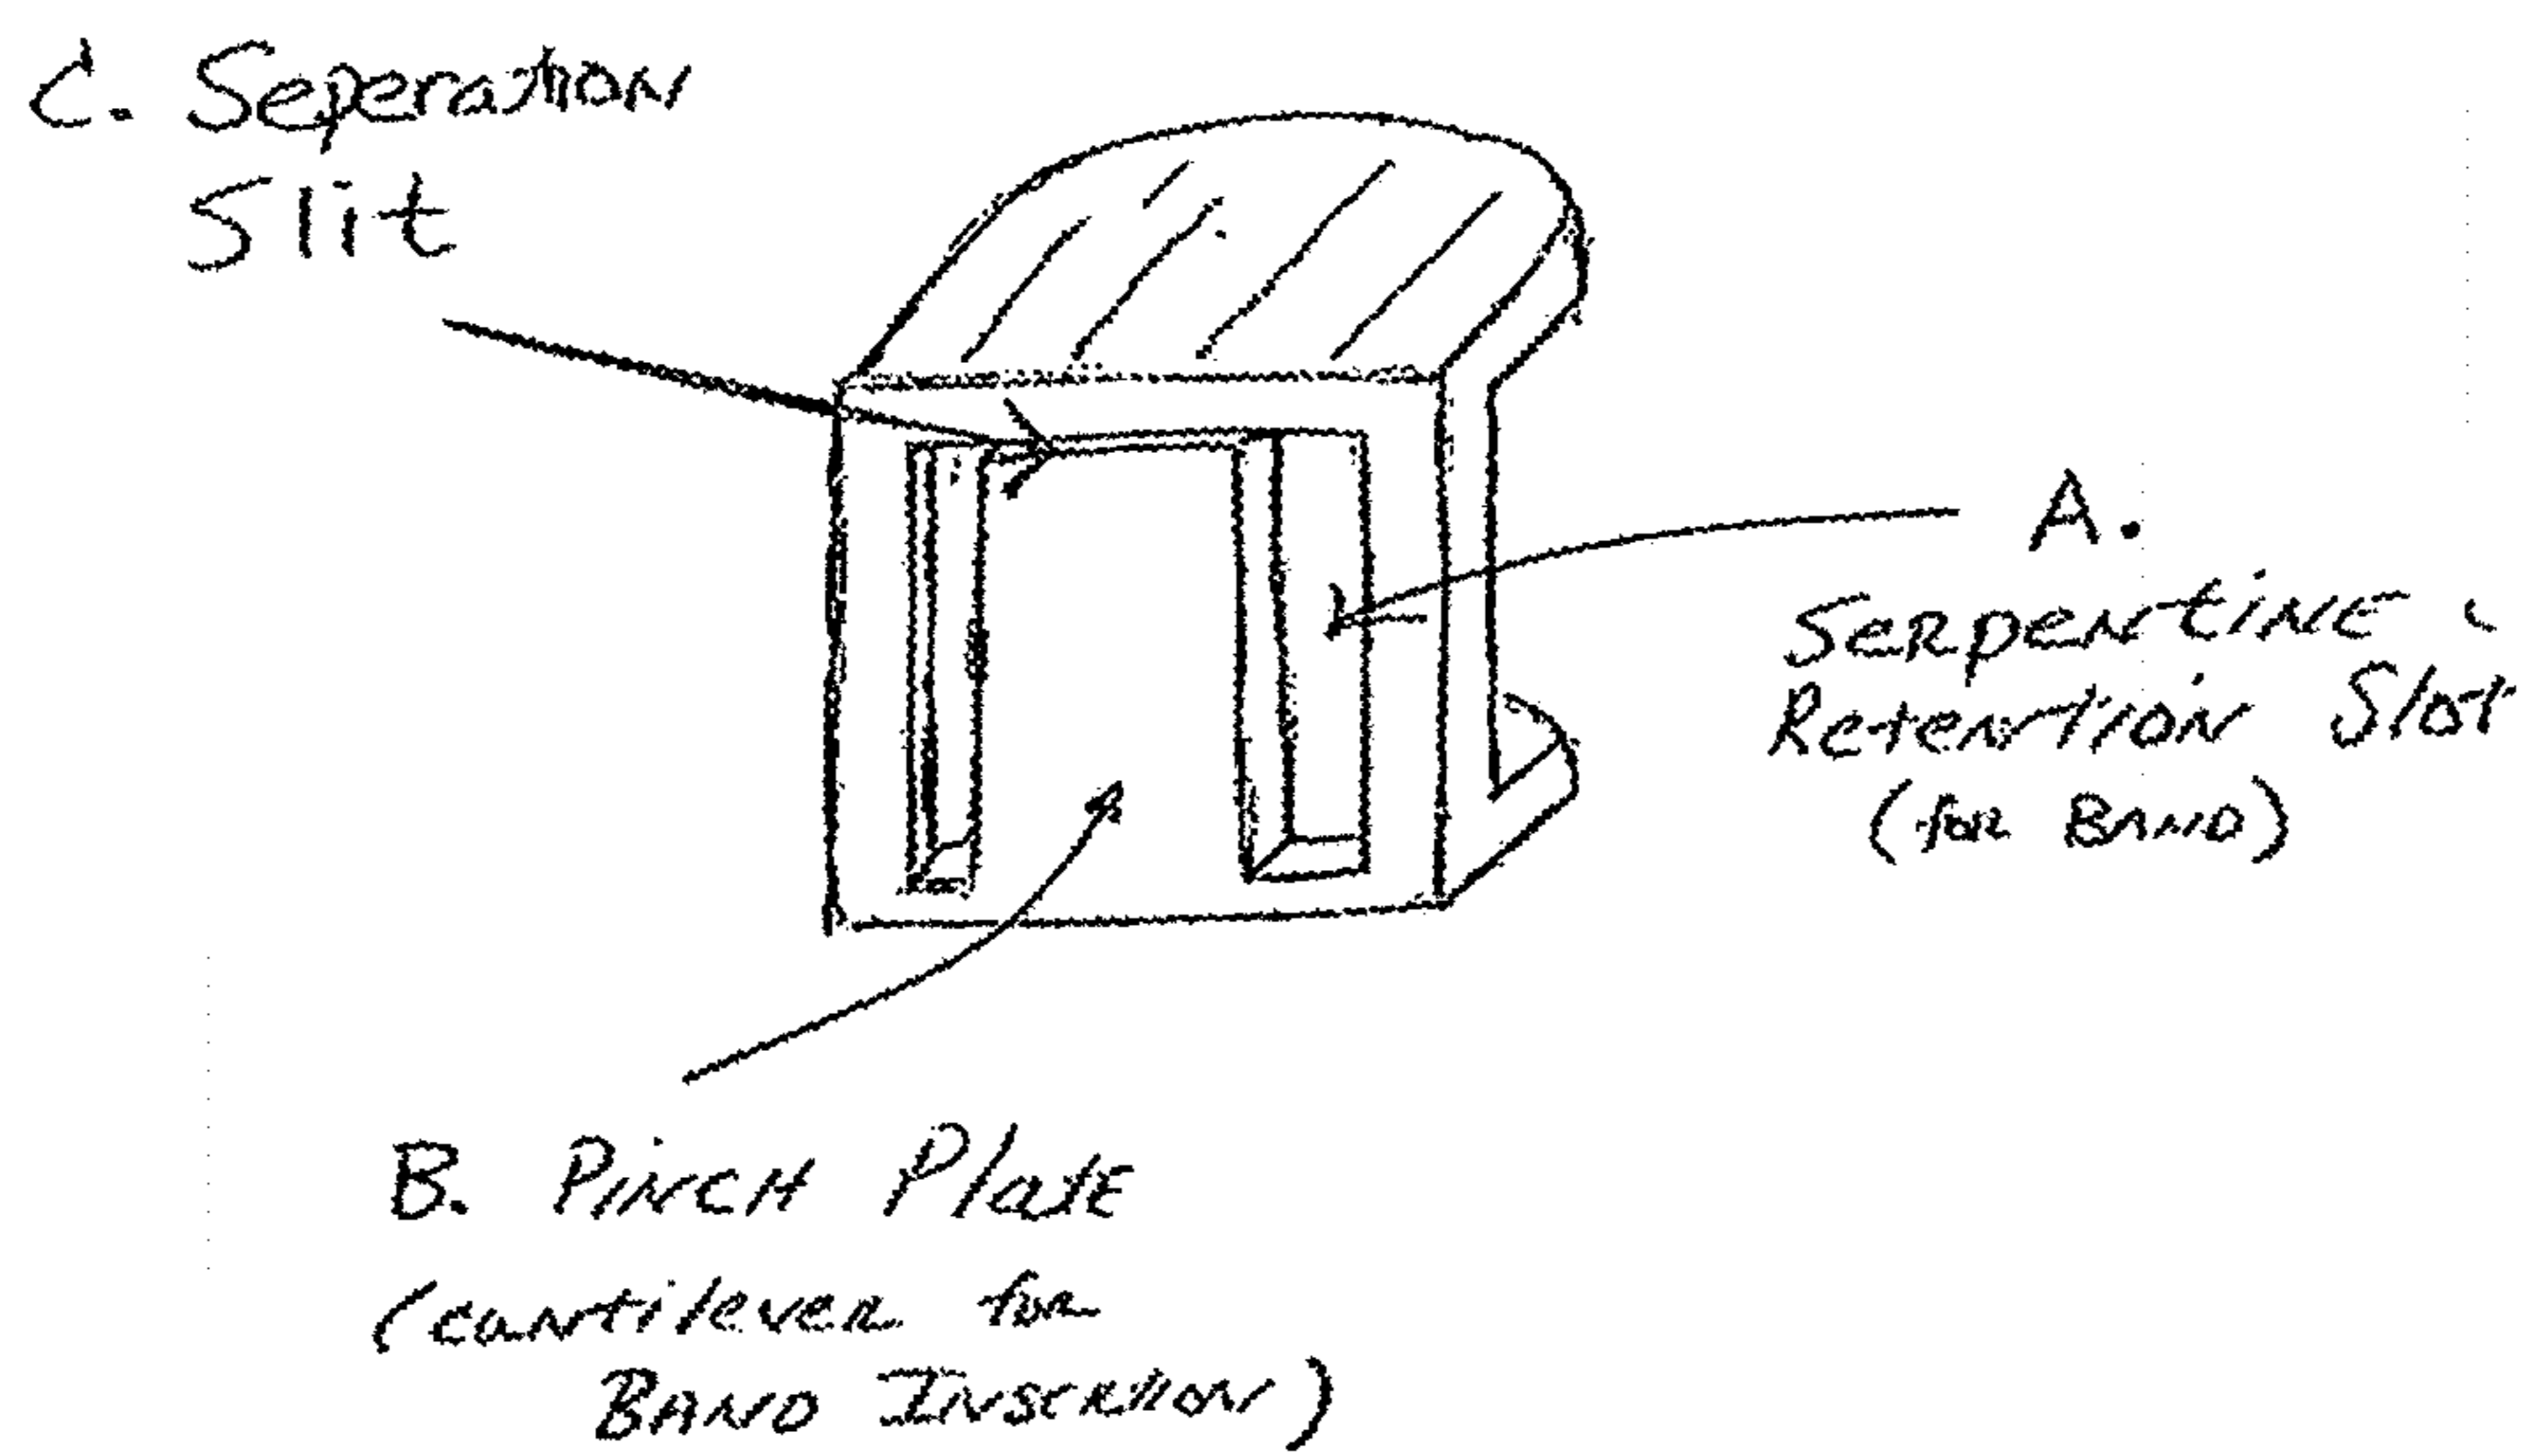 C. Seperation
Slit
A.
Serpentine
Retention Slot
(for Band)
B. Pinch Plate
(cantilever for
Band Insertion)